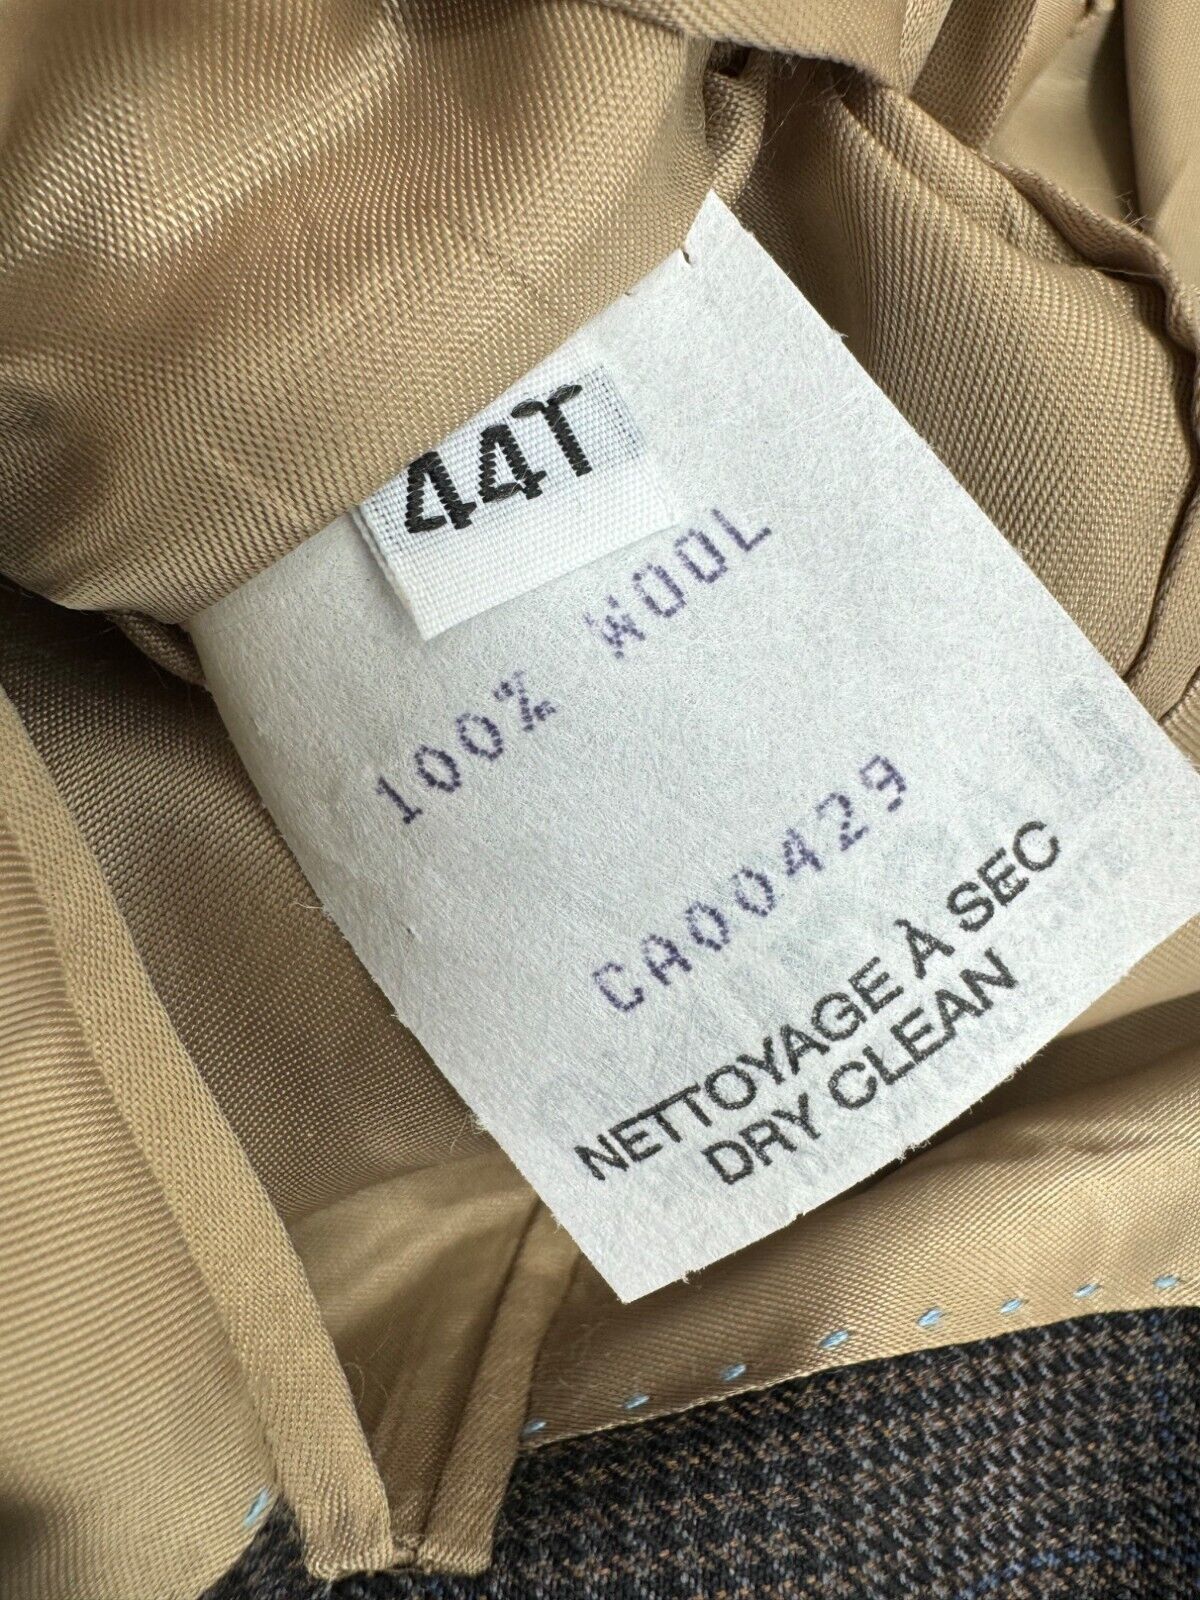 44T
100% WOOL
CA00429
NETTOYAGE À SEC
DRY CLEAN